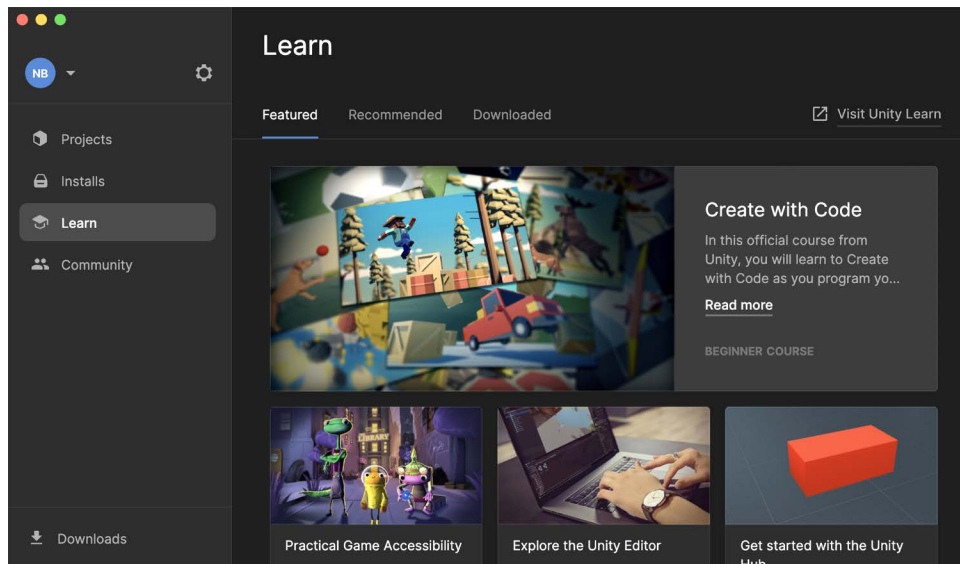 NB
Projects
Installs
Learn
Community
Downloads
Learn
Featured Recommended Downloaded
Visit Unity Learn
Create with Code
In this official course from
Unity, you will learn to Create
with Code as you program yo...
Read more
BEGINNER COURSE
LIBRARY
Practical Game Accessibility
Explore the Unity Editor
Get started with the Unity
Hub